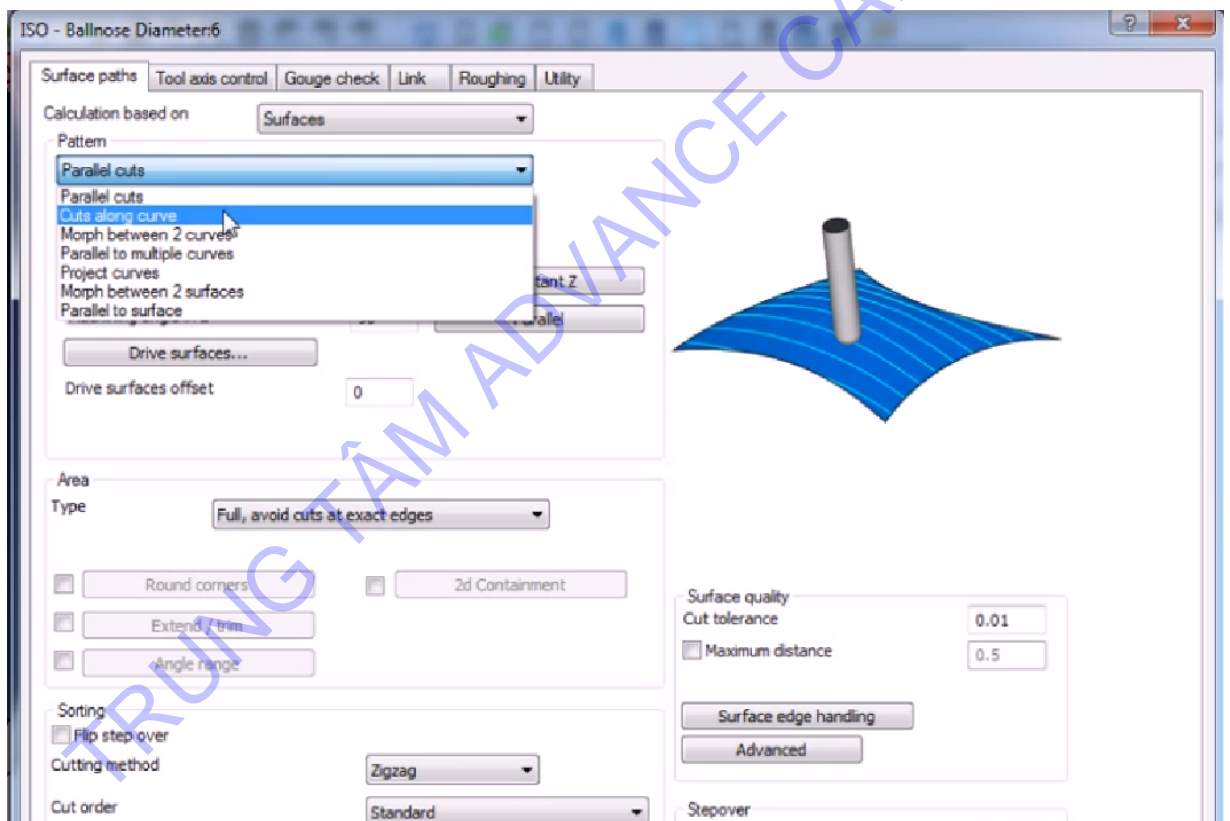 ISO - Ballnose Diameter:6
Surface paths Tool axis control Gouge check Link Roughing Utility
Calculation based on Surfaces
Pattern
Parallel cuts
Parallel cuts
Cuts along curve
Morph between 2 curves
Parallel to multiple curves
Project curves
Morph between 2 surfaces
Parallel to surface
Drive surfaces...
Drive surfaces offset 0
Area
Type Full, avoid cuts at exact edges
Round corners 2d Containment
Extend / trim
Angle range
Surface quality
Cut tolerance 0.01
Maximum distance 0.5
Surface edge handling
Advanced
Sorting
Flip step over
Cutting method Zigzag
Cut order Standard
Stepover
TRUNG TÂM ADVANCE CA